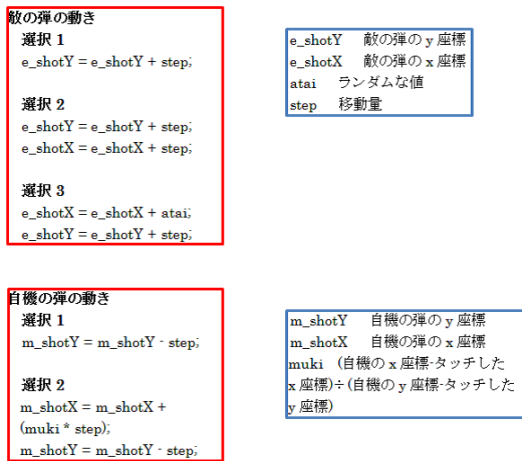 敵の弾の動き
選択 1
e_shotY = e_shotY + step;
選択 2
e_shotY = e_shotY + step;
e_shotX = e_shotX + step;
選択 3
e_shotX = e_shotX + atai;
e_shotY = e_shotY + step;
e_shotY 敵の弾の y 座標
e_shotX 敵の弾の x 座標
atai ランダムな値
step 移動量
自機の弾の動き
選択 1
m_shotY = m_shotY - step;
選択 2
m_shotX = m_shotX +
(muki * step);
m_shotY = m_shotY - step;
m_shotY 自機の弾の y 座標
m_shotX 自機の弾の x 座標
muki (自機の x 座標-タッチした
x 座標)÷(自機の y 座標-タッチした
y 座標)